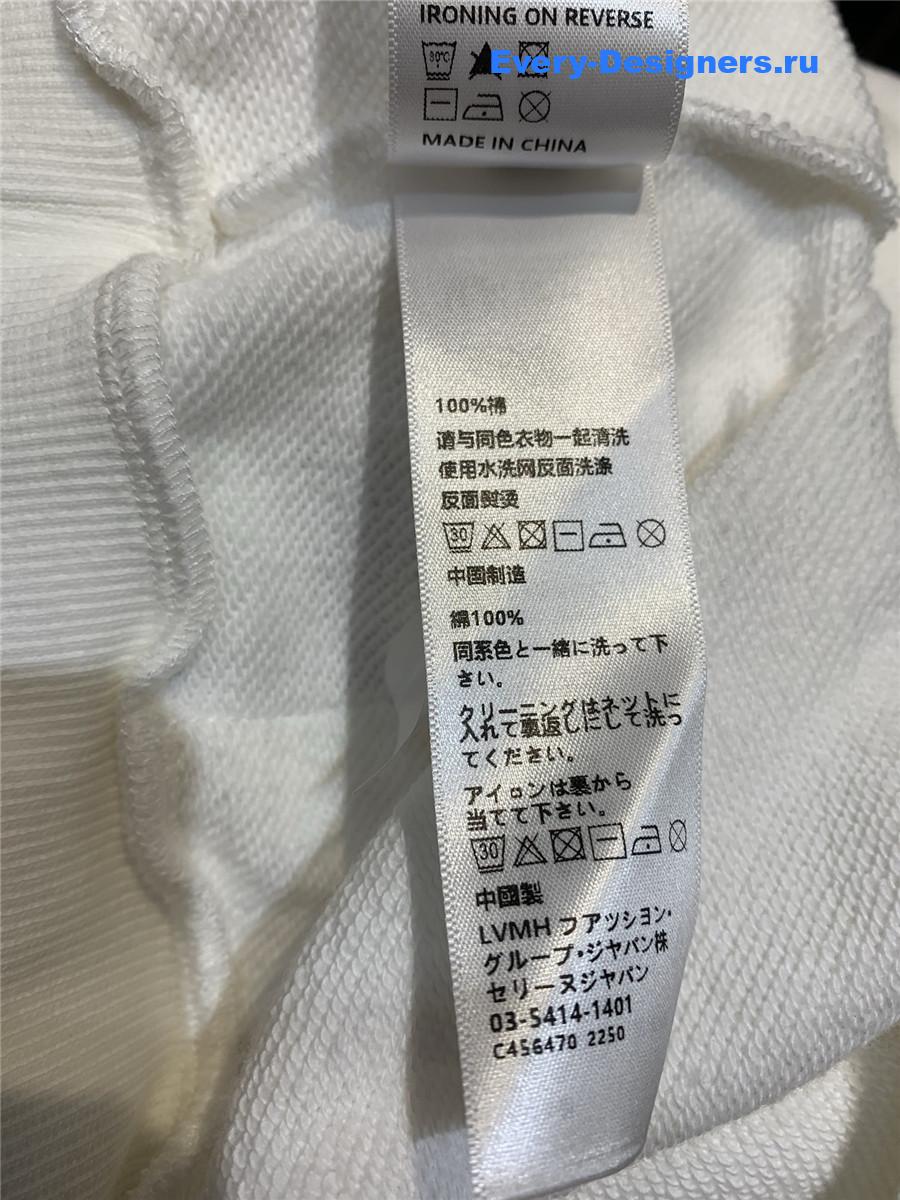 IRONING ON REVERSE
Every-Designers.ru
MADE IN CHINA
100%棉
请与同色衣物一起清洗
使用水洗网反面洗涤
反面熨烫
30
中国制造
綿100%
同系色と一緒に洗って下
さい。
クリーニングはネットに
入れて裏返しにして洗っ
てください。
アイロンは裏から
当てて下さい。
30
中國製
LVMH フアツシヨン・
グループ・ジヤパン株
セリーヌジヤパン
03-5414-1401
C456470 2250